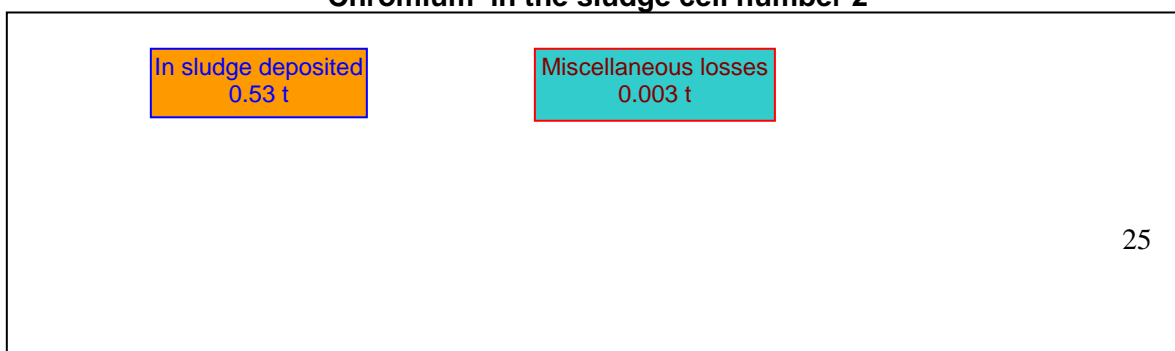 Chromium in the sludge cell number 2
In sludge deposited
0.53 t
Miscellaneous losses
0.003 t
25